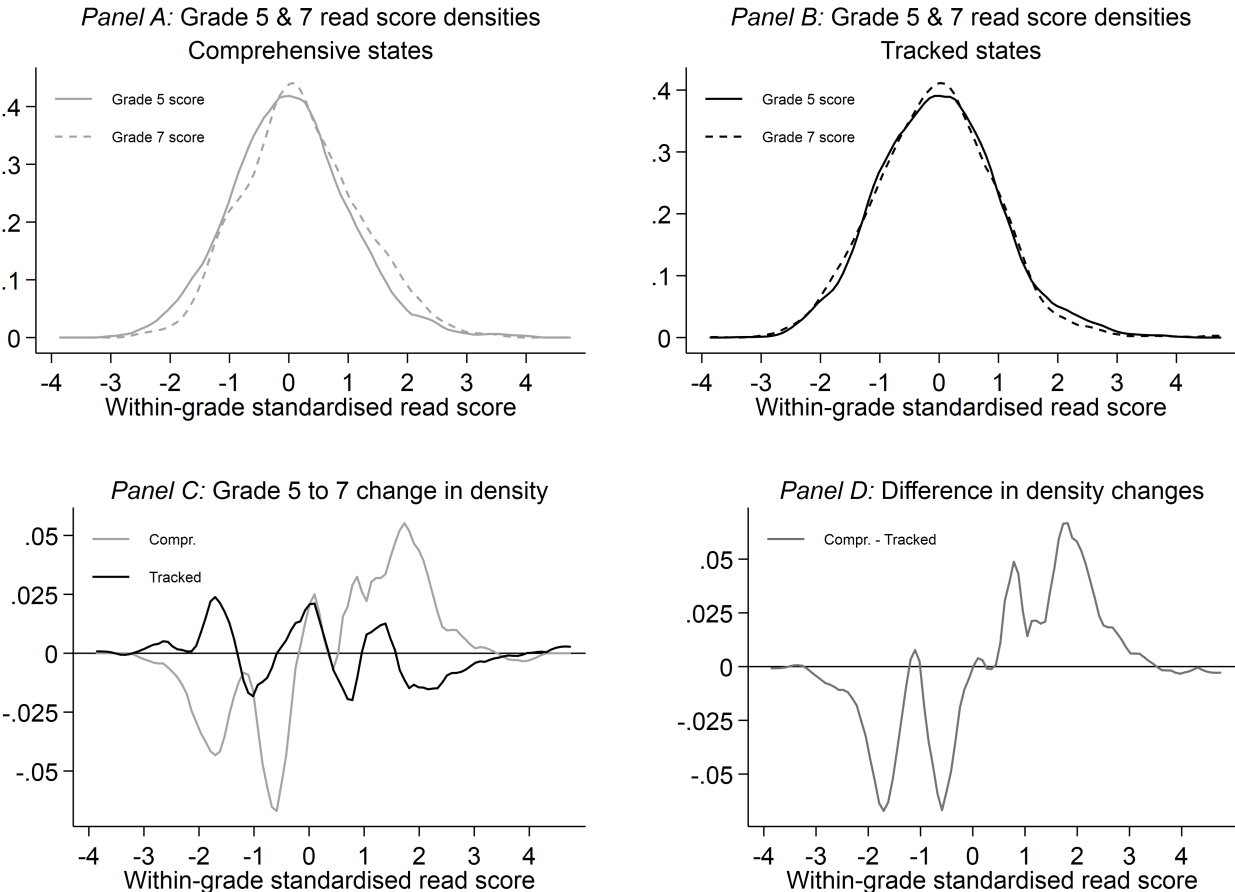 Panel A: Grade 5 & 7 read score densities
Comprehensive states
.4
.3
.2
.1
0
Grade 5 score
Grade 7 score
-4 -3 -2 -1 0 1 2 3 4
Within-grade standardised read score
Panel B: Grade 5 & 7 read score densities
Tracked states
.4
.3
.2
.1
0
Grade 5 score
Grade 7 score
-4 -3 -2 -1 0 1 2 3 4
Within-grade standardised read score
Panel C: Grade 5 to 7 change in density
.05
.025
0
-.025
-.05
Compr.
Tracked
-4 -3 -2 -1 0 1 2 3 4
Within-grade standardised read score
Panel D: Difference in density changes
.05
.025
0
-.025
-.05
Compr. - Tracked
-4 -3 -2 -1 0 1 2 3 4
Within-grade standardised read score